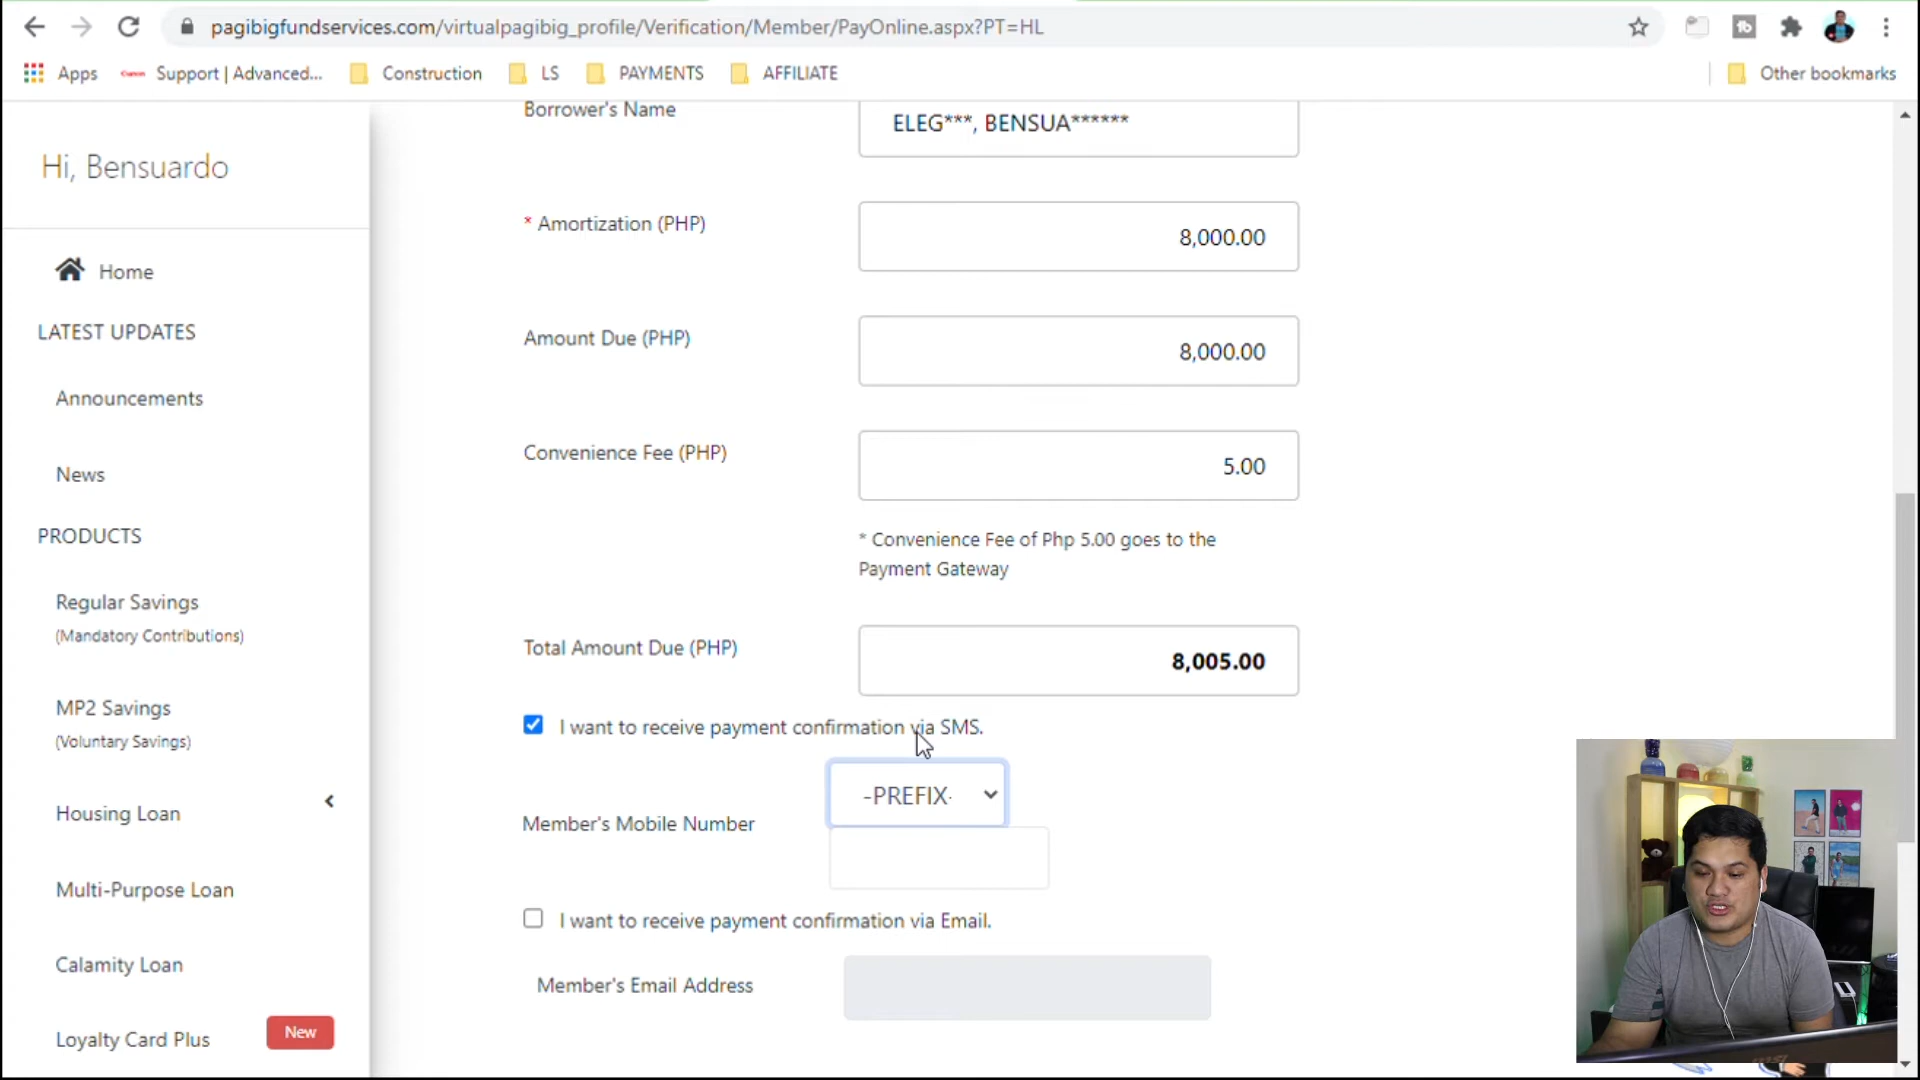 pagibigfundservices.com/virtualpagibig_profile/Verification/Member/PayOnline.aspx?PT=HL
Apps Canon Support | Advanced... Construction LS PAYMENTS AFFILIATE Other bookmarks
Hi, Bensuardo
Home
LATEST UPDATES
Announcements
News
PRODUCTS
Regular Savings
(Mandatory Contributions)
MP2 Savings
(Voluntary Savings)
Housing Loan
Multi-Purpose Loan
Calamity Loan
Loyalty Card Plus New
Borrower's Name ELEG***, BENSUA******
* Amortization (PHP) 8,000.00
Amount Due (PHP) 8,000.00
Convenience Fee (PHP) 5.00
* Convenience Fee of Php 5.00 goes to the
Payment Gateway
Total Amount Due (PHP) 8,005.00
I want to receive payment confirmation via SMS.
-PREFIX-
Member's Mobile Number
I want to receive payment confirmation via Email.
Member's Email Address
msi